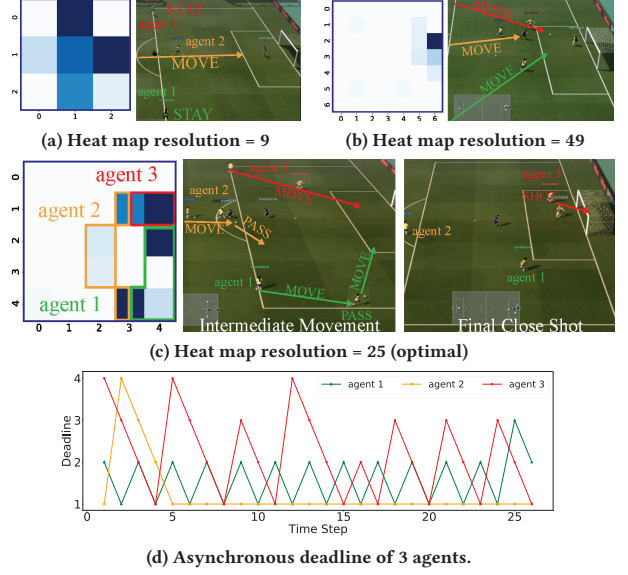 STAY
0
agent 1
agent 2
1
MOVE
agent 1
2
STAY
0 1 2
0
1
2
3
4
5
6
0 1 2 3 4 5 6
MOVE
MOVE
MOVE
(a) Heat map resolution = 9
(b) Heat map resolution = 49
0
1
2
3
4
0 1 2 3 4
agent 3
agent 2
agent 1
agent 3
MOVE
agent 2
MOVE
PASS
agent 1
MOVE
MOVE
PASS
Intermediate Movement
agent 3
SHOT
agent 2
agent 1
Final Close Shot
(c) Heat map resolution = 25 (optimal)
4
3
2
1
Deadline
agent 1 agent 2 agent 3
0 5 10 15 20 25
Time Step
(d) Asynchronous deadline of 3 agents.